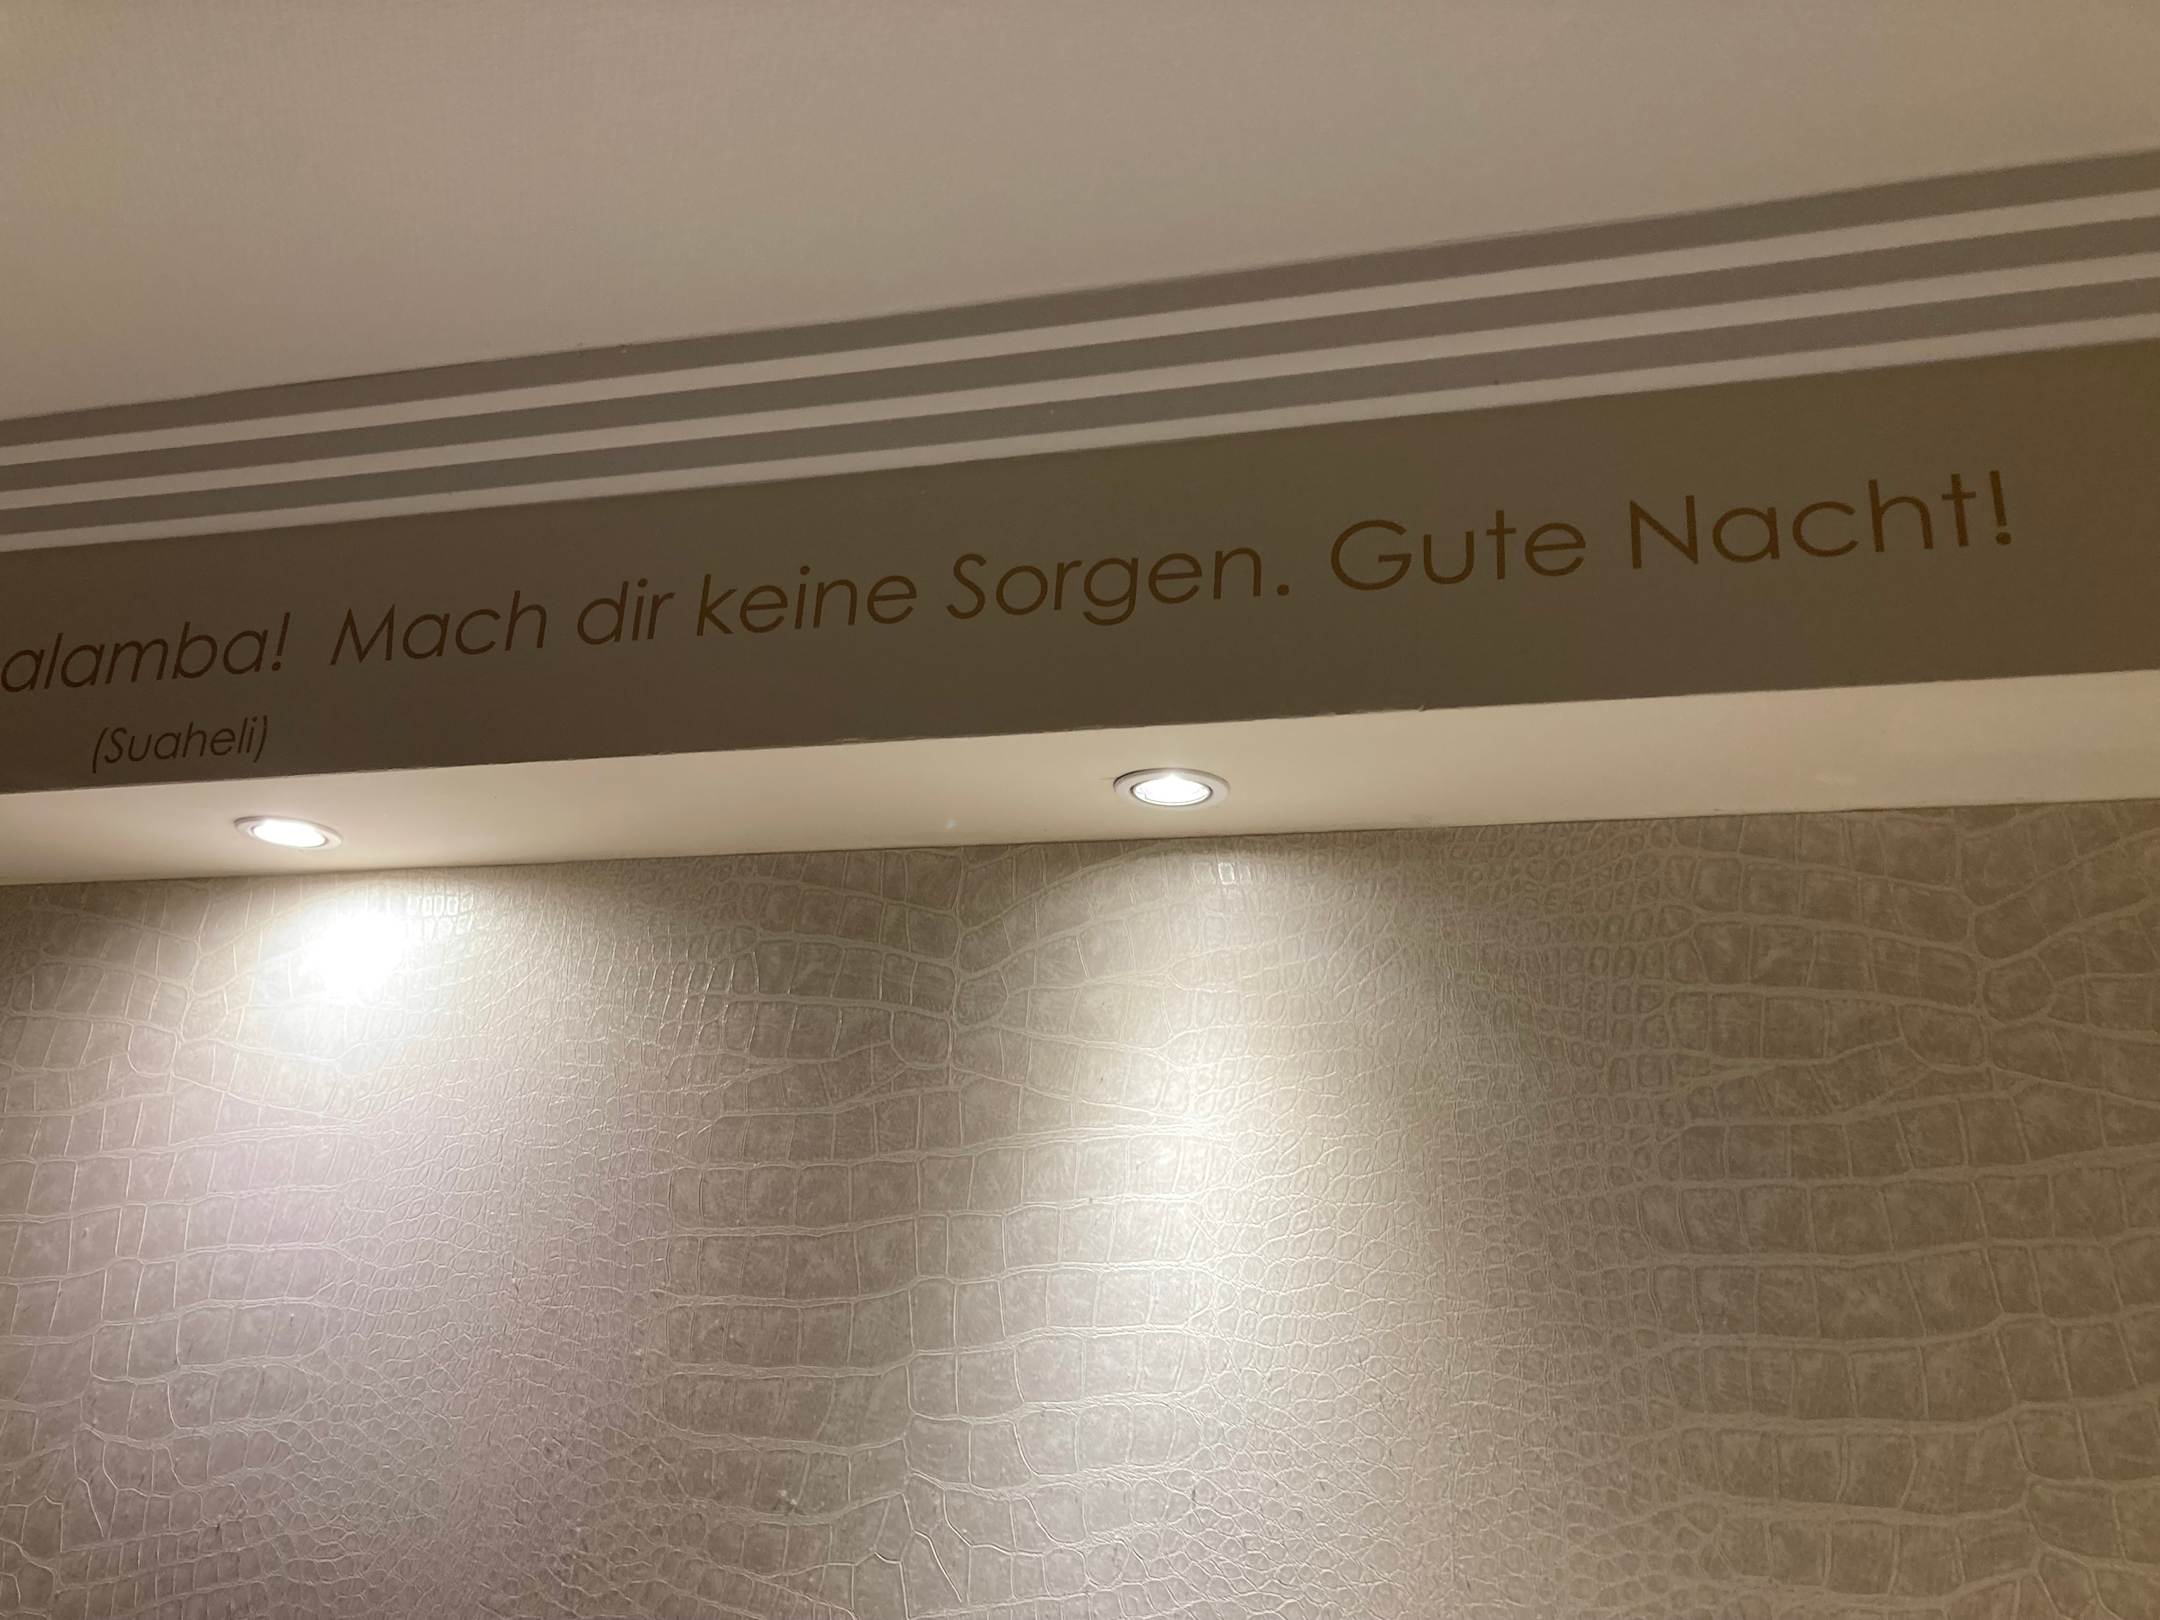 alamba! Mach dir keine Sorgen. Gute Nacht!
(Suaheli)